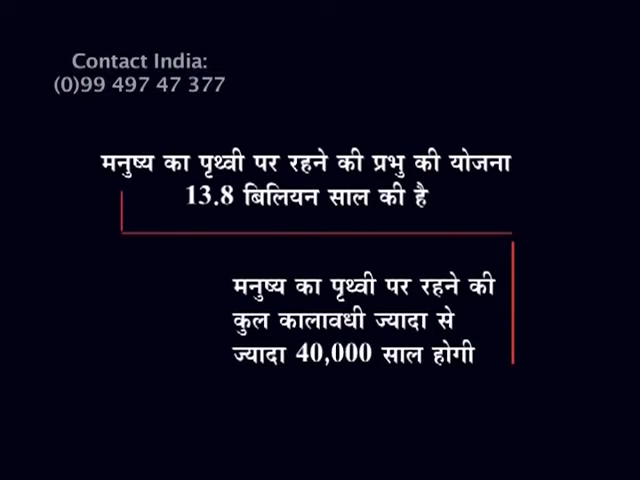 Contact India:
(0)99 497 47 377
मनुष्य का पृथ्वी पर रहने की प्रभु की योजना
13.8 बिलियन साल की है
मनुष्य का पृथ्वी पर रहने की
कुल कालावधी ज्यादा से
ज्यादा 40,000 साल होगी